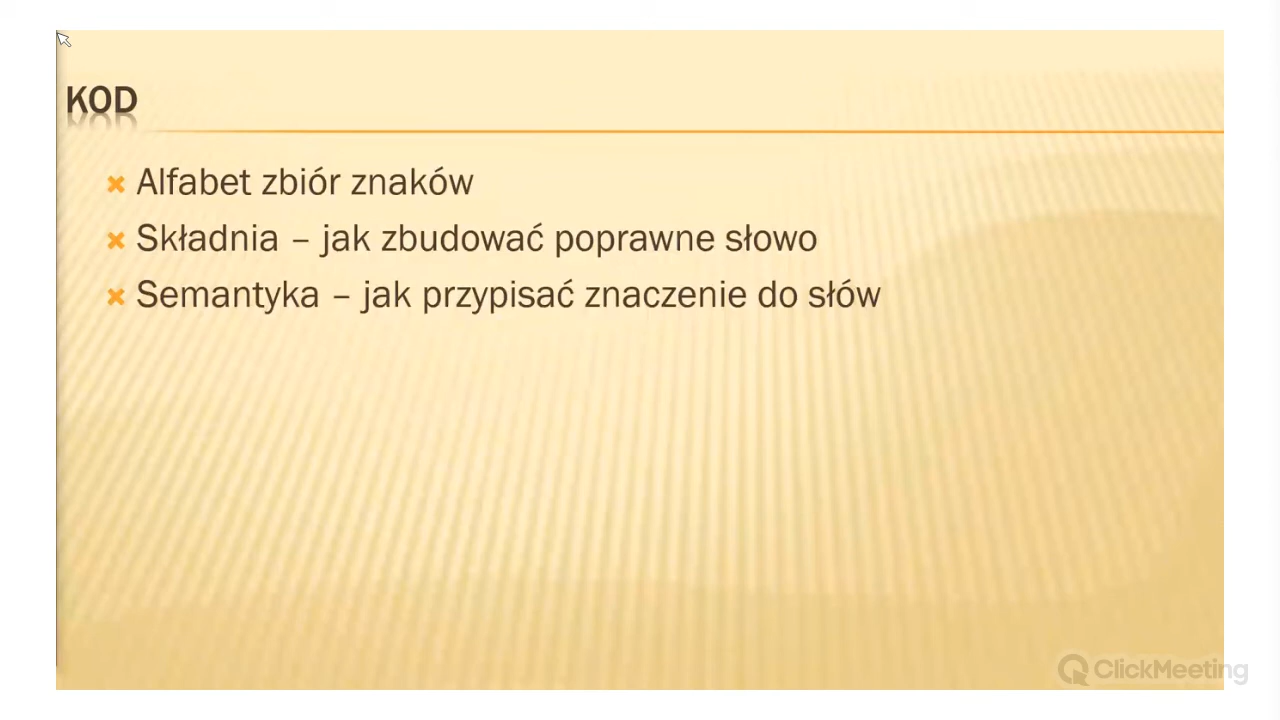 KOD
Alfabet zbiór znaków
Składnia – jak zbudować poprawne słowo
Semantyka – jak przypisać znaczenie do słów
ClickMeeting